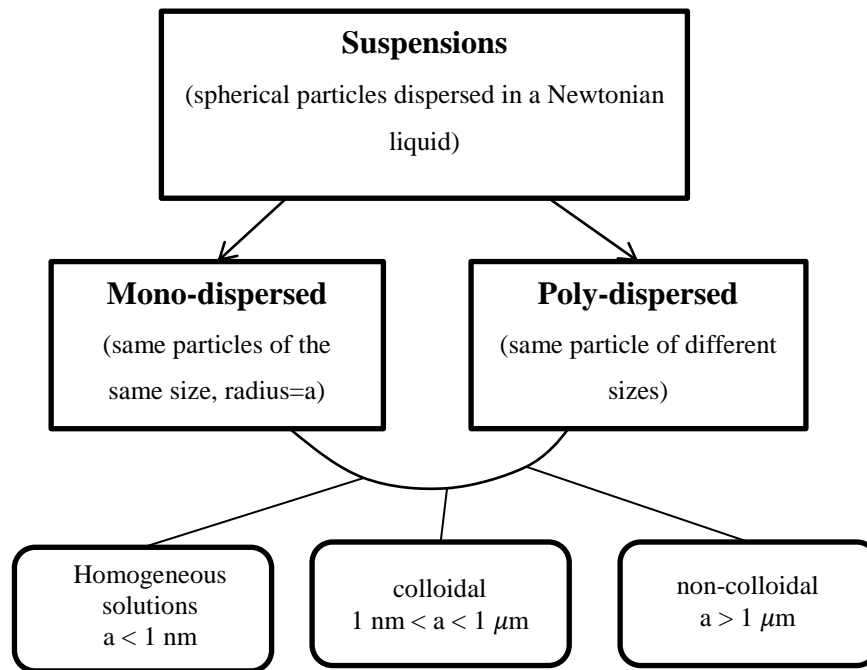 Suspensions
(spherical particles dispersed in a Newtonian
liquid)
Mono-dispersed
(same particles of the
same size, radius=a)
Poly-dispersed
(same particle of different
sizes)
Homogeneous
solutions
a < 1 nm
colloidal
1 nm < a < 1 𝜇m
non-colloidal
a > 1 𝜇m